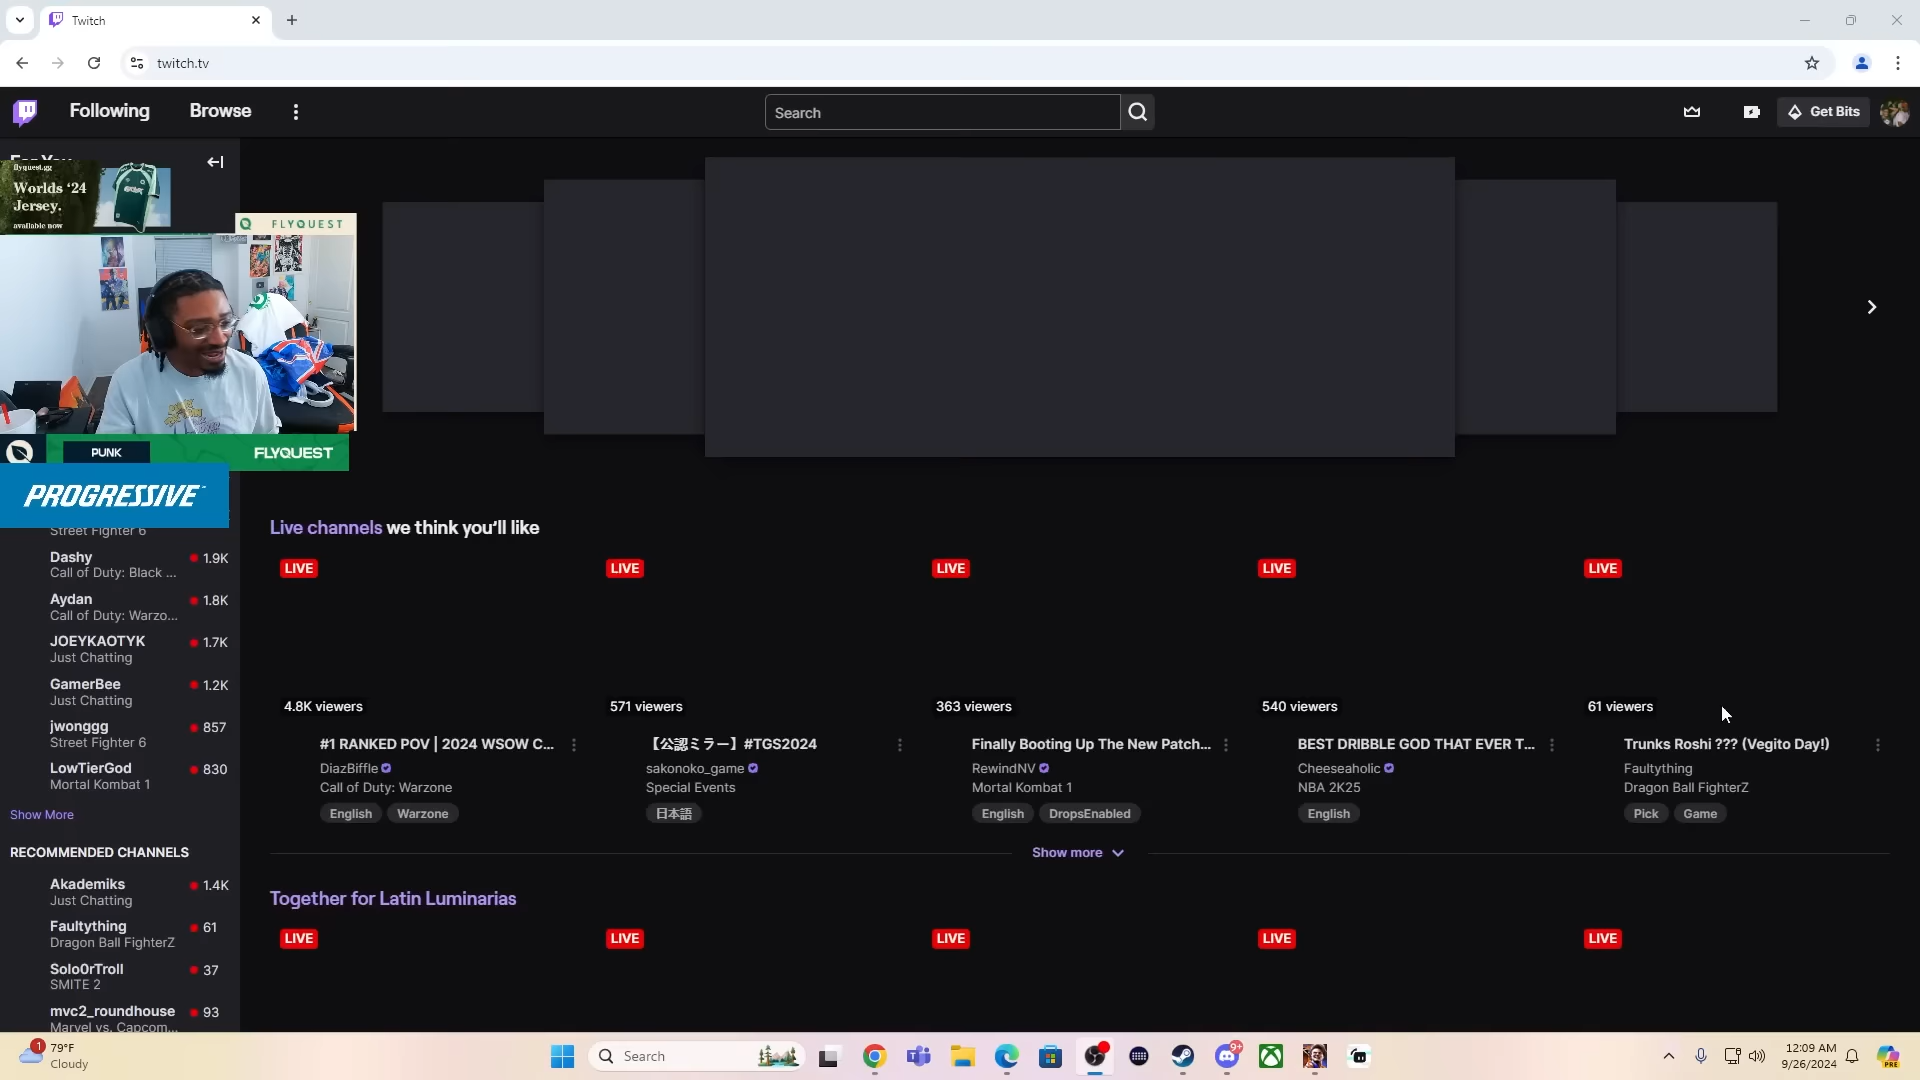 Twitch
twitch.tv
Following
Browse
Search
Get Bits
flyquest.gg
Worlds '24
Jersey.
available now
FLYQUEST
PUNK
FLYQUEST
PROGRESSIVE
Street Fighter 6
Dashy
1.9K
Call of Duty: Black ...
Aydan
1.8K
Call of Duty: Warzo...
JOEYKAOTYK
1.7K
Just Chatting
GamerBee
1.2K
Just Chatting
jwonggg
857
Street Fighter 6
LowTierGod
830
Mortal Kombat 1
Show More
RECOMMENDED CHANNELS
Akademiks
1.4K
Just Chatting
Faultything
61
Dragon Ball FighterZ
Solo0rTroll
37
SMITE 2
mvc2_roundhouse
93
Marvel vs. Capcom...
Live channels we think you'll like
LIVE
4.8K viewers
#1 RANKED POV | 2024 WSOW C...
DiazBiffle
Call of Duty: Warzone
English Warzone
LIVE
571 viewers
【公認ミラー】#TGS2024
sakonoko_game
Special Events
日本語
LIVE
363 viewers
Finally Booting Up The New Patch...
RewindNV
Mortal Kombat 1
English DropsEnabled
LIVE
540 viewers
BEST DRIBBLE GOD THAT EVER T...
Cheeseaholic
NBA 2K25
English
LIVE
61 viewers
Trunks Roshi ??? (Vegito Day!)
Faultything
Dragon Ball FighterZ
Pick Game
Show more
Together for Latin Luminarias
LIVE
LIVE
LIVE
LIVE
LIVE
1
79°F
Cloudy
Search
9+
12:09 AM
9/26/2024
PRE